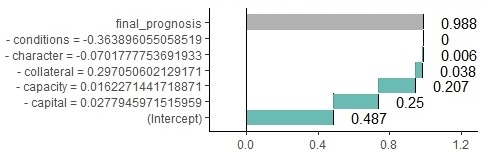 final_prognosis 0.988
- conditions = -0.363896055058519 0
- character = -0.0701777753691933 0.006
- collateral = 0.297050602129171 0.038
- capacity = 0.0162271441718871 0.207
- capital = 0.0277945971515959 0.25
(Intercept) 0.487
0.0 0.4 0.8 1.2